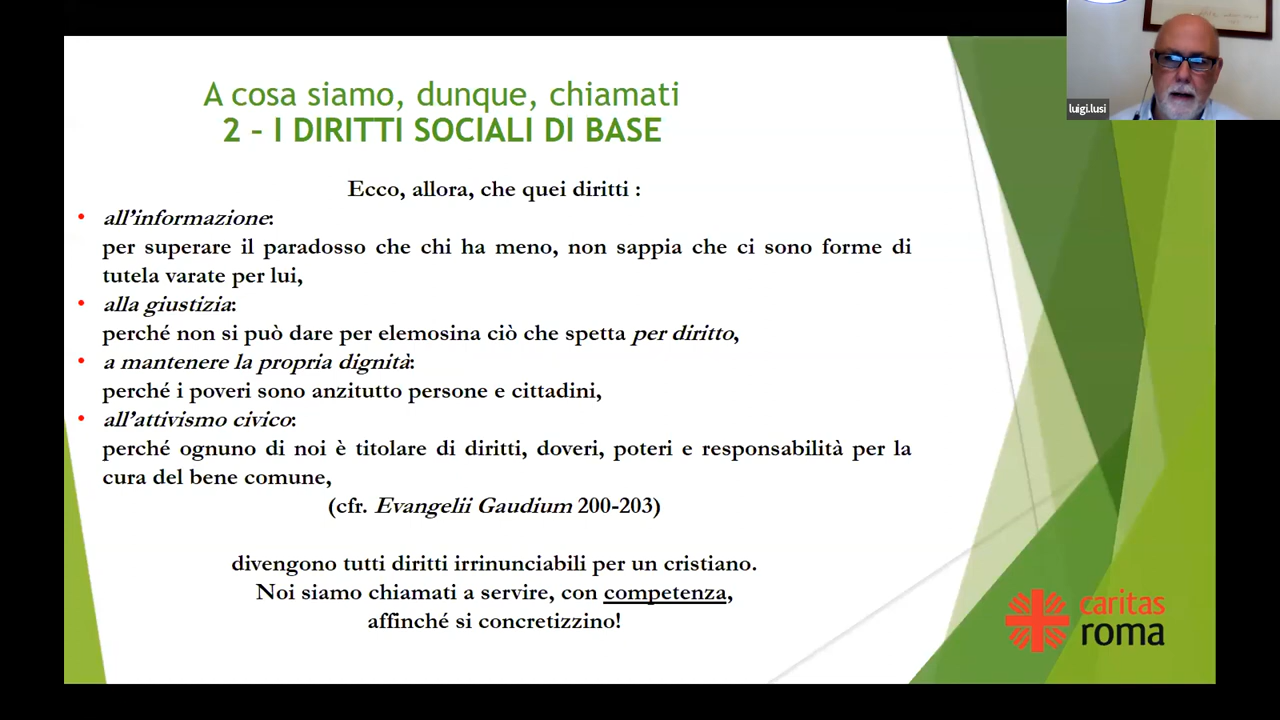 A cosa siamo, dunque, chiamati
2 – I DIRITTI SOCIALI DI BASE
Ecco, allora, che quei diritti :
• all’informazione:
per superare il paradosso che chi ha meno, non sappia che ci sono forme di
tutela varate per lui,
• alla giustizia:
perché non si può dare per elemosina ciò che spetta per diritto,
• a mantenere la propria dignità:
perché i poveri sono anzitutto persone e cittadini,
• all’attivismo civico:
perché ognuno di noi è titolare di diritti, doveri, poteri e responsabilità per la
cura del bene comune,
(cfr. Evangelii Gaudium 200-203)
divengono tutti diritti irrinunciabili per un cristiano.
Noi siamo chiamati a servire, con competenza,
affinché si concretizzino!
luigi.lusi
caritas
roma